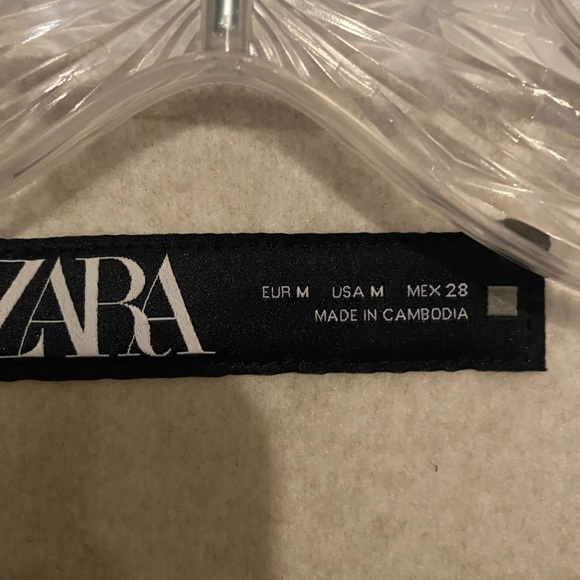 ZARA
EUR M USA M MEX 28
MADE IN CAMBODIA